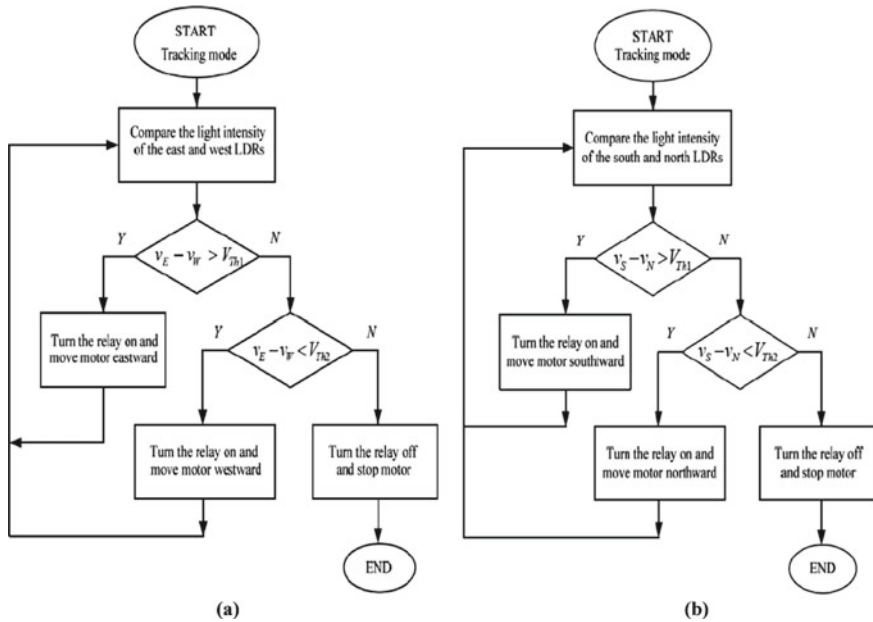 START
Tracking mode
Compare the light intensity
of the east and west LDRs
Y
N
v_E − v_W > V_Th1
Turn the relay on and
move motor eastward
Y
N
v_E − v_W < V_Th2
Turn the relay on and
move motor westward
Turn the relay off
and stop motor
END
(a)
START
Tracking mode
Compare the light intensity
of the south and north LDRs
Y
N
v_S − v_N > V_Th1
Turn the relay on and
move motor southward
Y
N
v_S − v_N < V_Th2
Turn the relay on and
move motor northward
Turn the relay off
and stop motor
END
(b)